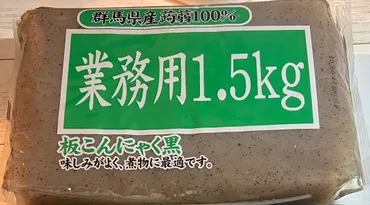 群馬県産蒟蒻100%
業務用1.5kg
板こんにゃく黒
味しみがよく、煮物に最適です。